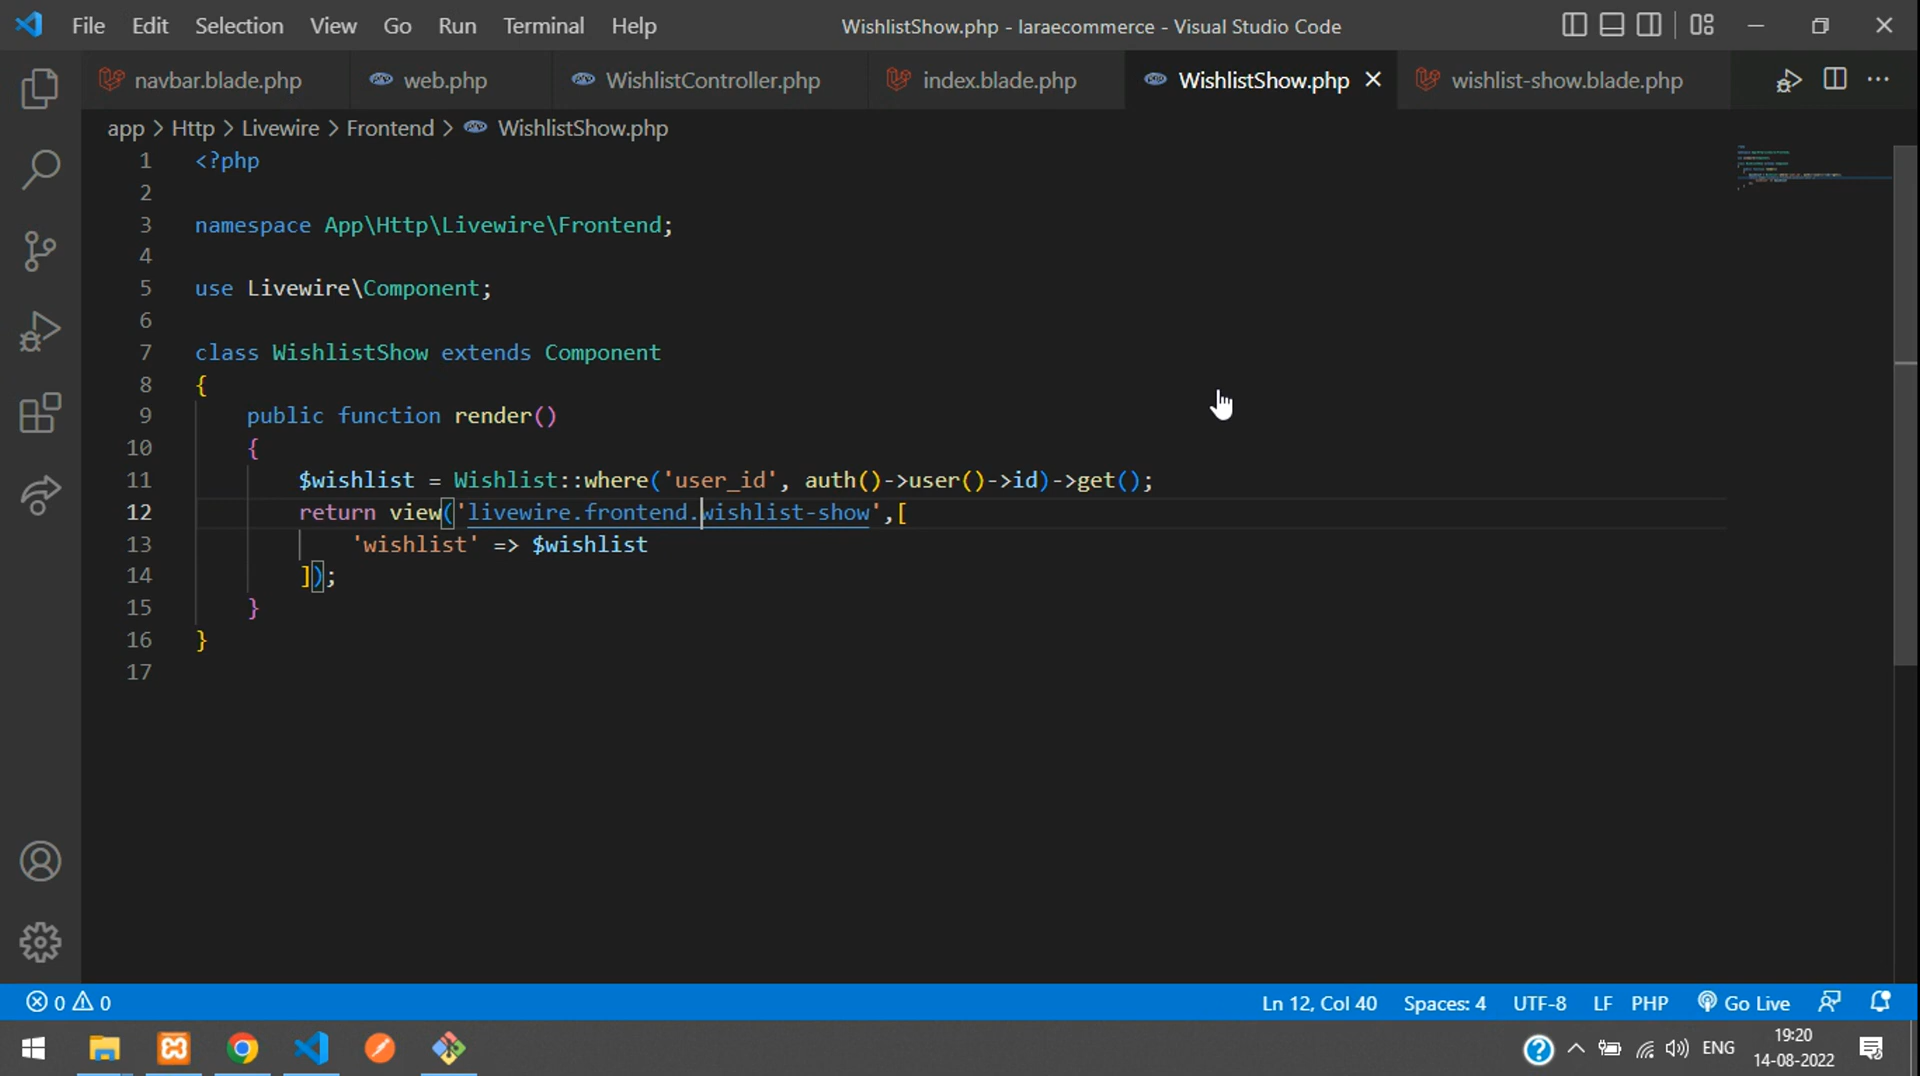 File Edit Selection View Go Run Terminal Help WishlistShow.php - laraecommerce - Visual Studio Code
navbar.blade.php web.php WishlistController.php index.blade.php WishlistShow.php wishlist-show.blade.php
app > Http > Livewire > Frontend > WishlistShow.php
1 <?php
2
3 namespace App\Http\Livewire\Frontend;
4
5 use Livewire\Component;
6
7 class WishlistShow extends Component
8 {
9 public function render()
10 {
11 $wishlist = Wishlist::where('user_id', auth()->user()->id)->get();
12 return view('livewire.frontend.wishlist-show',[
13 'wishlist' => $wishlist
14 ]);
15 }
16 }
17
0 0 Ln 12, Col 40 Spaces: 4 UTF-8 LF PHP Go Live
ENG 19:20
14-08-2022